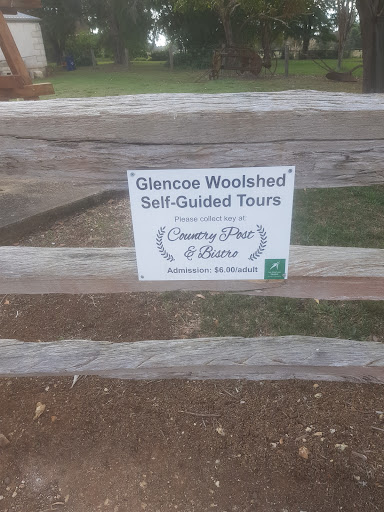 Glencoe Woolshed
Self-Guided Tours
Please collect key at
Country Post
& Bistro
Admission: $6.00/adult